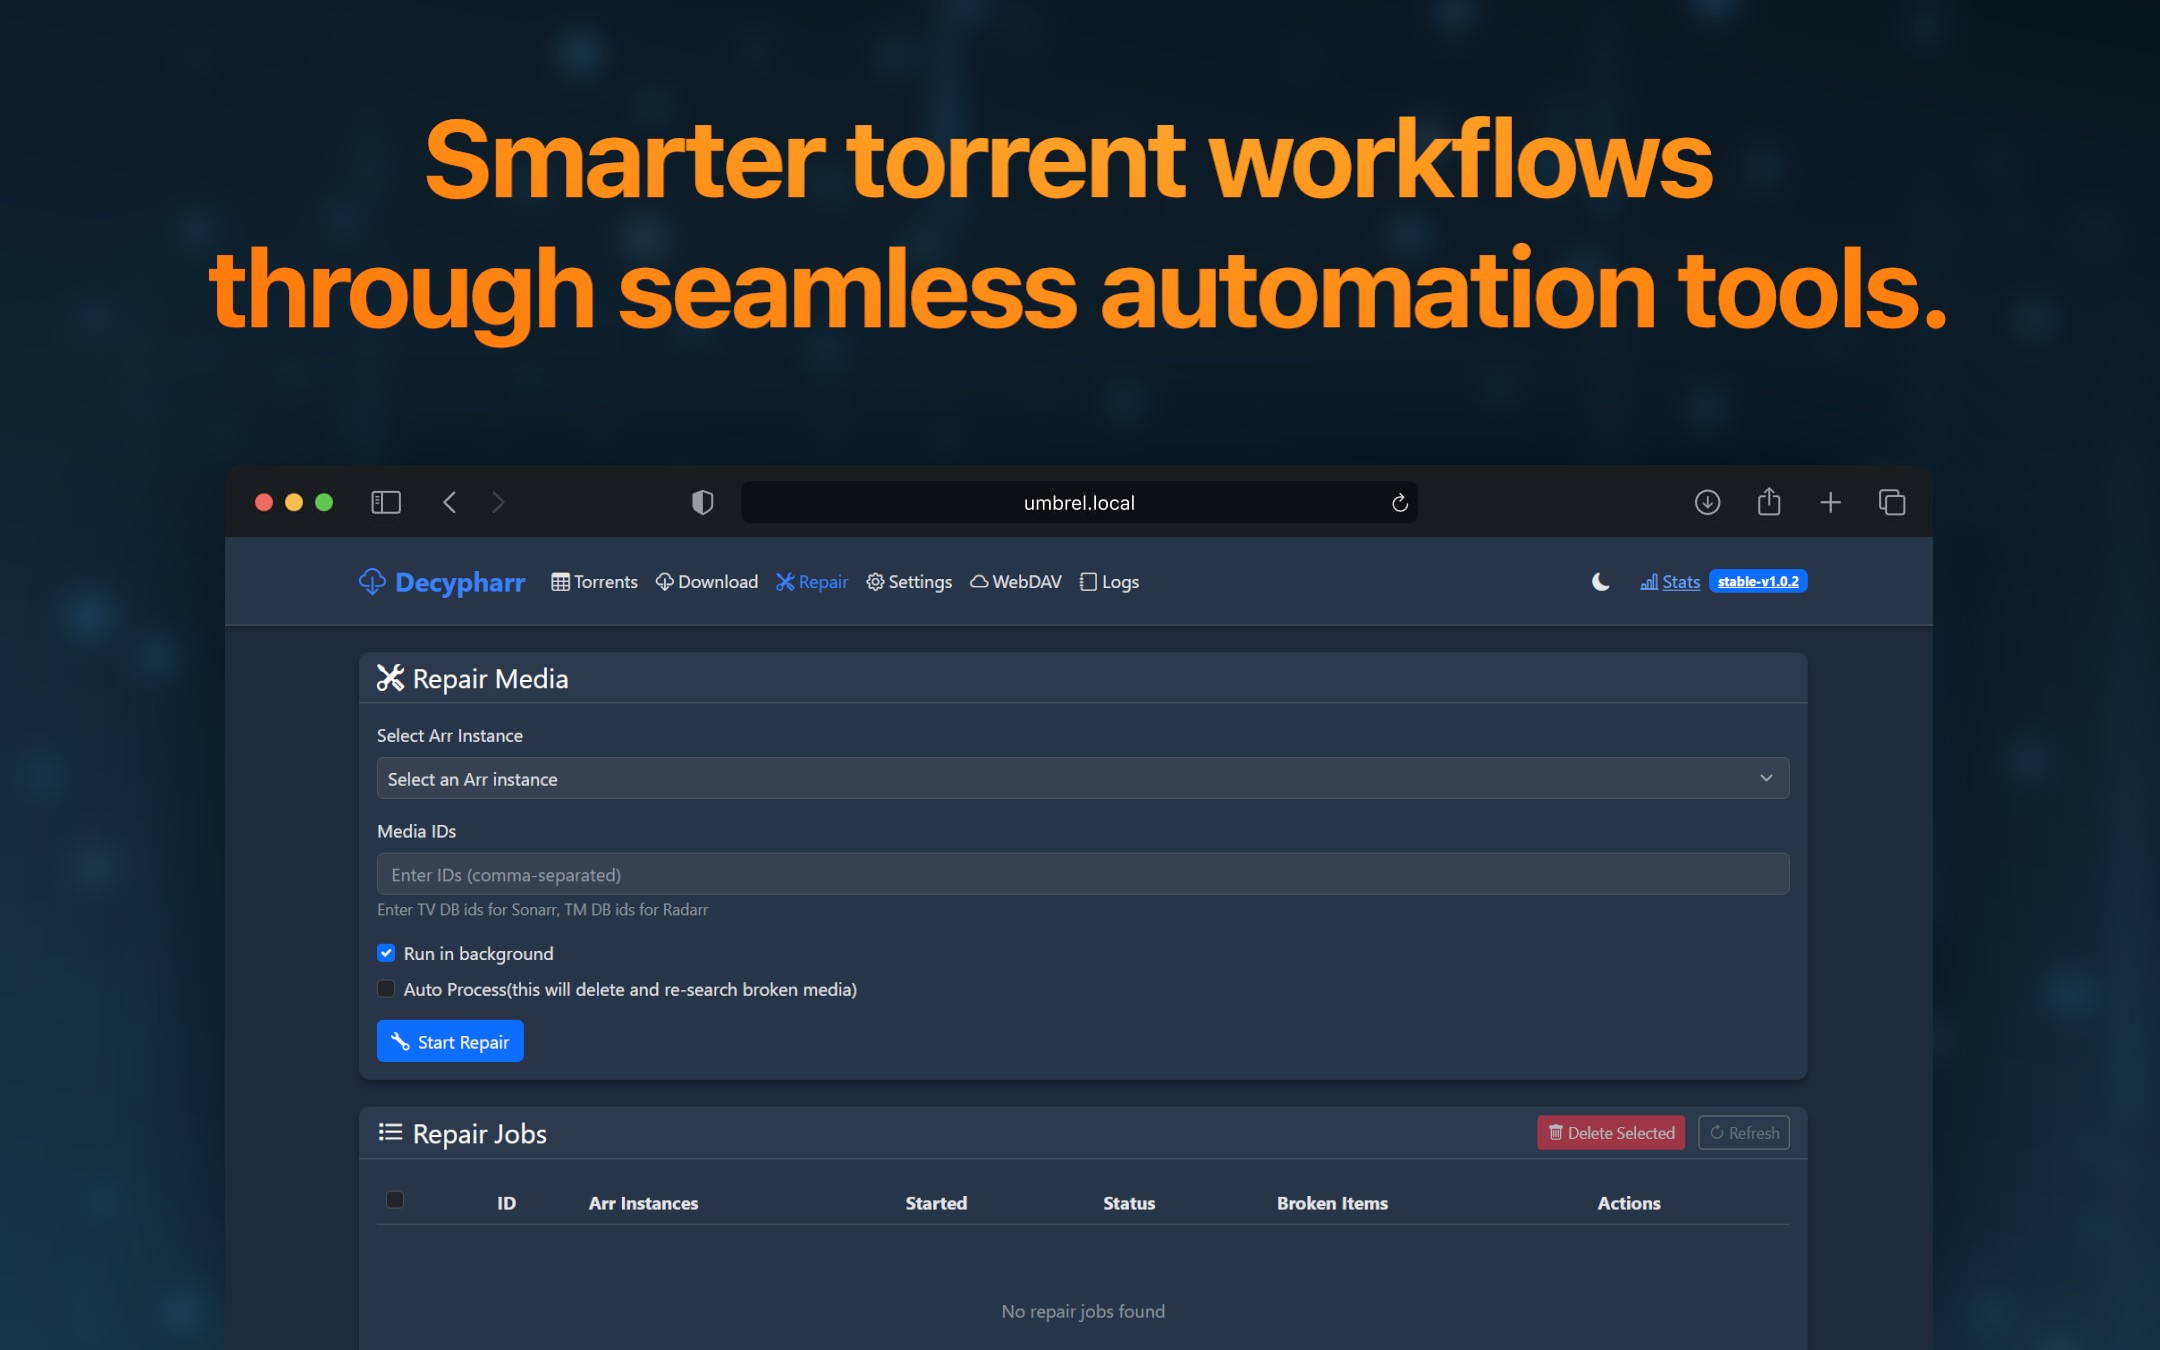 Smarter torrent workflows
through seamless automation tools.
umbrel.local
Decypharr Torrents Download Repair Settings WebDAV Logs Stats stable-v1.0.2
Repair Media
Select Arr Instance
Select an Arr instance
Media IDs
Enter IDs (comma-separated)
Enter TV DB ids for Sonarr, TM DB ids for Radarr
Run in background
Auto Process(this will delete and re-search broken media)
Start Repair
Repair Jobs Delete Selected Refresh
ID Arr Instances Started Status Broken Items Actions
No repair jobs found